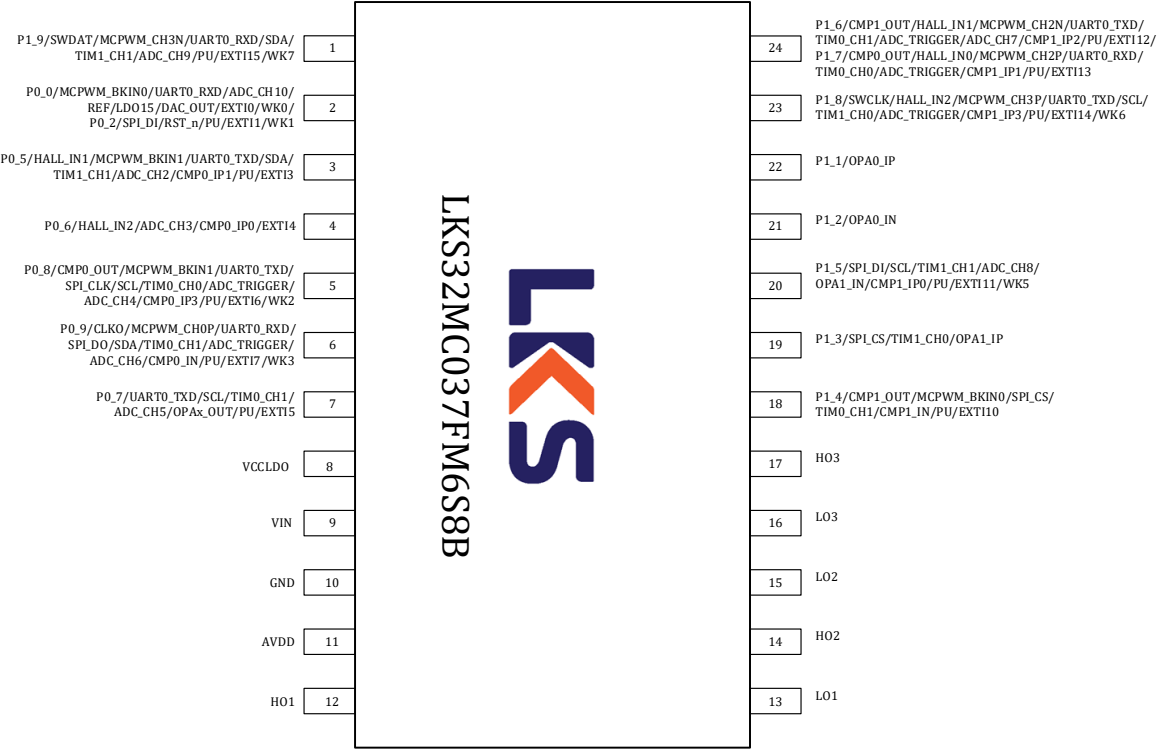 P1_9/SWDAT/MCPWM_CH3N/UART0_RXD/SDA/
TIM1_CH1/ADC_CH9/PU/EXTI15/WK7
1
P0_0/MCPWM_BKIN0/UART0_RXD/ADC_CH10/
REF/LDO15/DAC_OUT/EXTI0/WK0/
P0_2/SPI_DI/RST_n/PU/EXTI1/WK1
2
P0_5/HALL_IN1/MCPWM_BKIN1/UART0_TXD/SDA/
TIM1_CH1/ADC_CH2/CMP0_IP1/PU/EXTI3
3
P0_6/HALL_IN2/ADC_CH3/CMP0_IP0/EXTI4
4
P0_8/CMP0_OUT/MCPWM_BKIN1/UART0_TXD/
SPI_CLK/SCL/TIM0_CH0/ADC_TRIGGER/
ADC_CH4/CMP0_IP3/PU/EXTI6/WK2
5
P0_9/CLKO/MCPWM_CH0P/UART0_RXD/
SPI_DO/SDA/TIM0_CH1/ADC_TRIGGER/
ADC_CH6/CMP0_IN/PU/EXTI7/WK3
6
P0_7/UART0_TXD/SCL/TIM0_CH1/
ADC_CH5/OPAx_OUT/PU/EXTI5
7
VCCLDO
8
VIN
9
GND
10
AVDD
11
HO1
12
LKS32MC037FM6S8B
LKS
24
P1_6/CMP1_OUT/HALL_IN1/MCPWM_CH2N/UART0_TXD/
TIM0_CH1/ADC_TRIGGER/ADC_CH7/CMP1_IP2/PU/EXTI12/
P1_7/CMP0_OUT/HALL_IN0/MCPWM_CH2P/UART0_RXD/
TIM0_CH0/ADC_TRIGGER/CMP1_IP1/PU/EXTI13
23
P1_8/SWCLK/HALL_IN2/MCPWM_CH3P/UART0_TXD/SCL/
TIM1_CH0/ADC_TRIGGER/CMP1_IP3/PU/EXTI14/WK6
22
P1_1/OPA0_IP
21
P1_2/OPA0_IN
20
P1_5/SPI_DI/SCL/TIM1_CH1/ADC_CH8/
OPA1_IN/CMP1_IP0/PU/EXTI11/WK5
19
P1_3/SPI_CS/TIM1_CH0/OPA1_IP
18
P1_4/CMP1_OUT/MCPWM_BKIN0/SPI_CS/
TIM0_CH1/CMP1_IN/PU/EXTI10
17
HO3
16
LO3
15
LO2
14
HO2
13
LO1